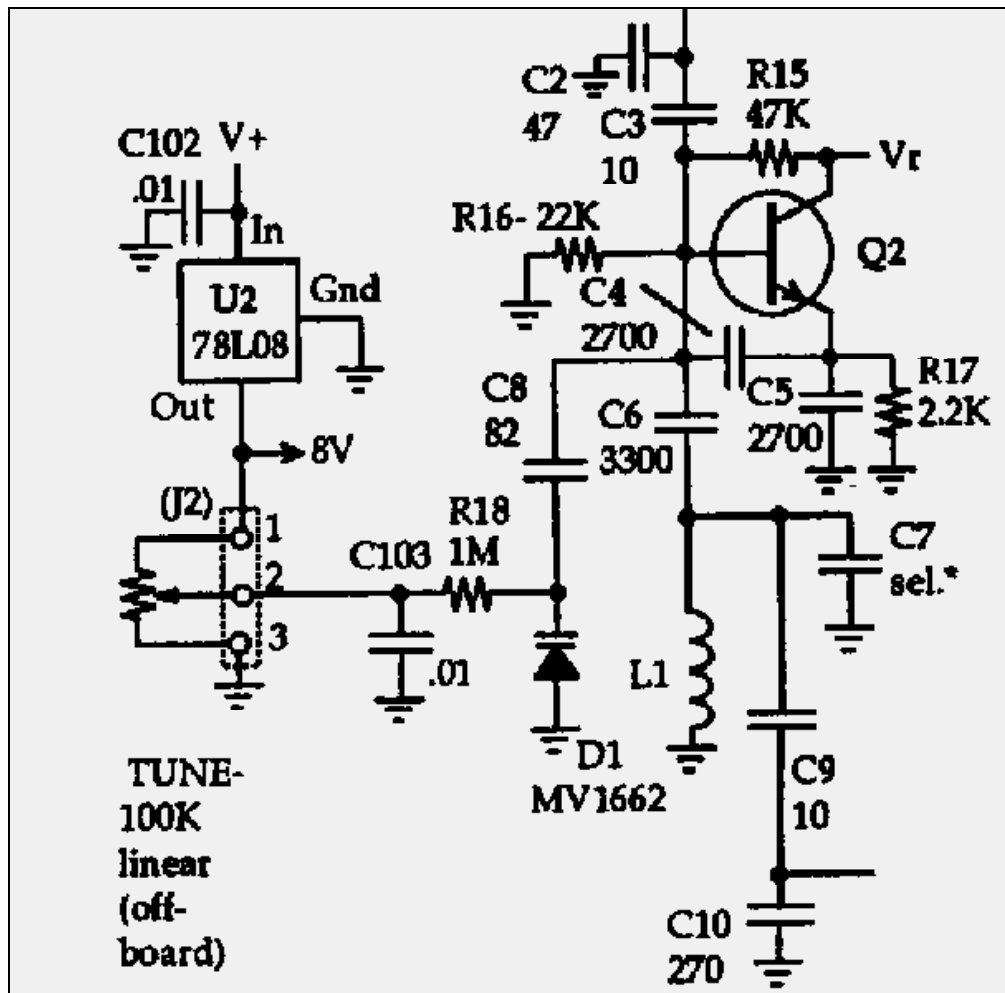 C2
47
C3
10
R15
47K
Vr
C102
.01
V+
In
U2
78L08
Gnd
Out
8V
R16- 22K
Q2
C4
2700
C8
82
C6
3300
C5
2700
R17
2.2K
(J2)
1
2
3
C103
.01
R18
1M
C7
sel.*
L1
D1
MV1662
C9
10
C10
270
TUNE-
100K
linear
(off-
board)